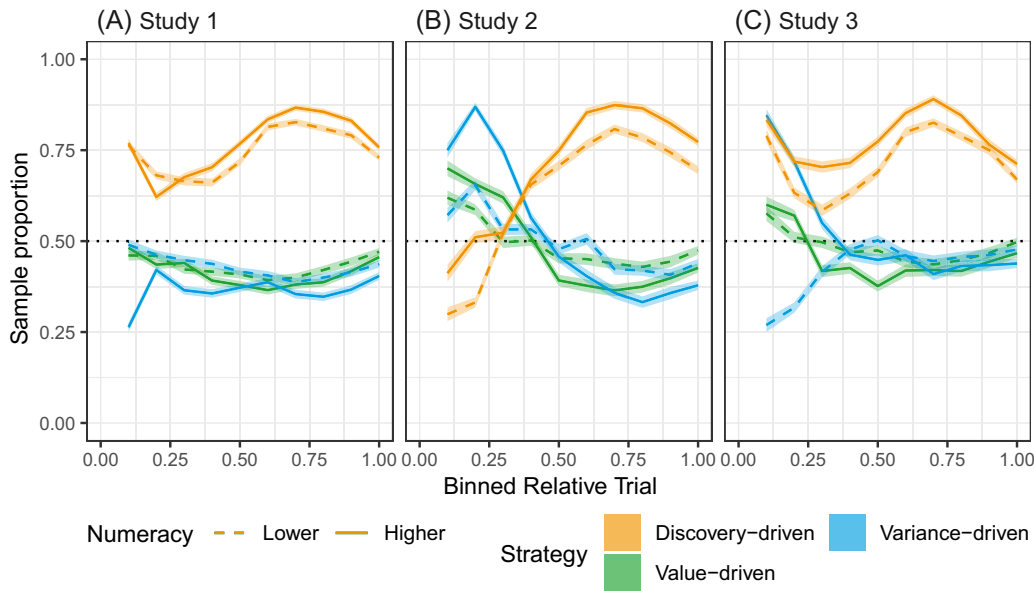 (A) Study 1
(B) Study 2
(C) Study 3
Sample proportion
1.00
0.75
0.50
0.25
0.00
0.00 0.25 0.50 0.75 1.00
0.00 0.25 0.50 0.75 1.00
0.00 0.25 0.50 0.75 1.00
Binned Relative Trial
Numeracy Lower Higher
Strategy
Discovery−driven Variance−driven
Value−driven